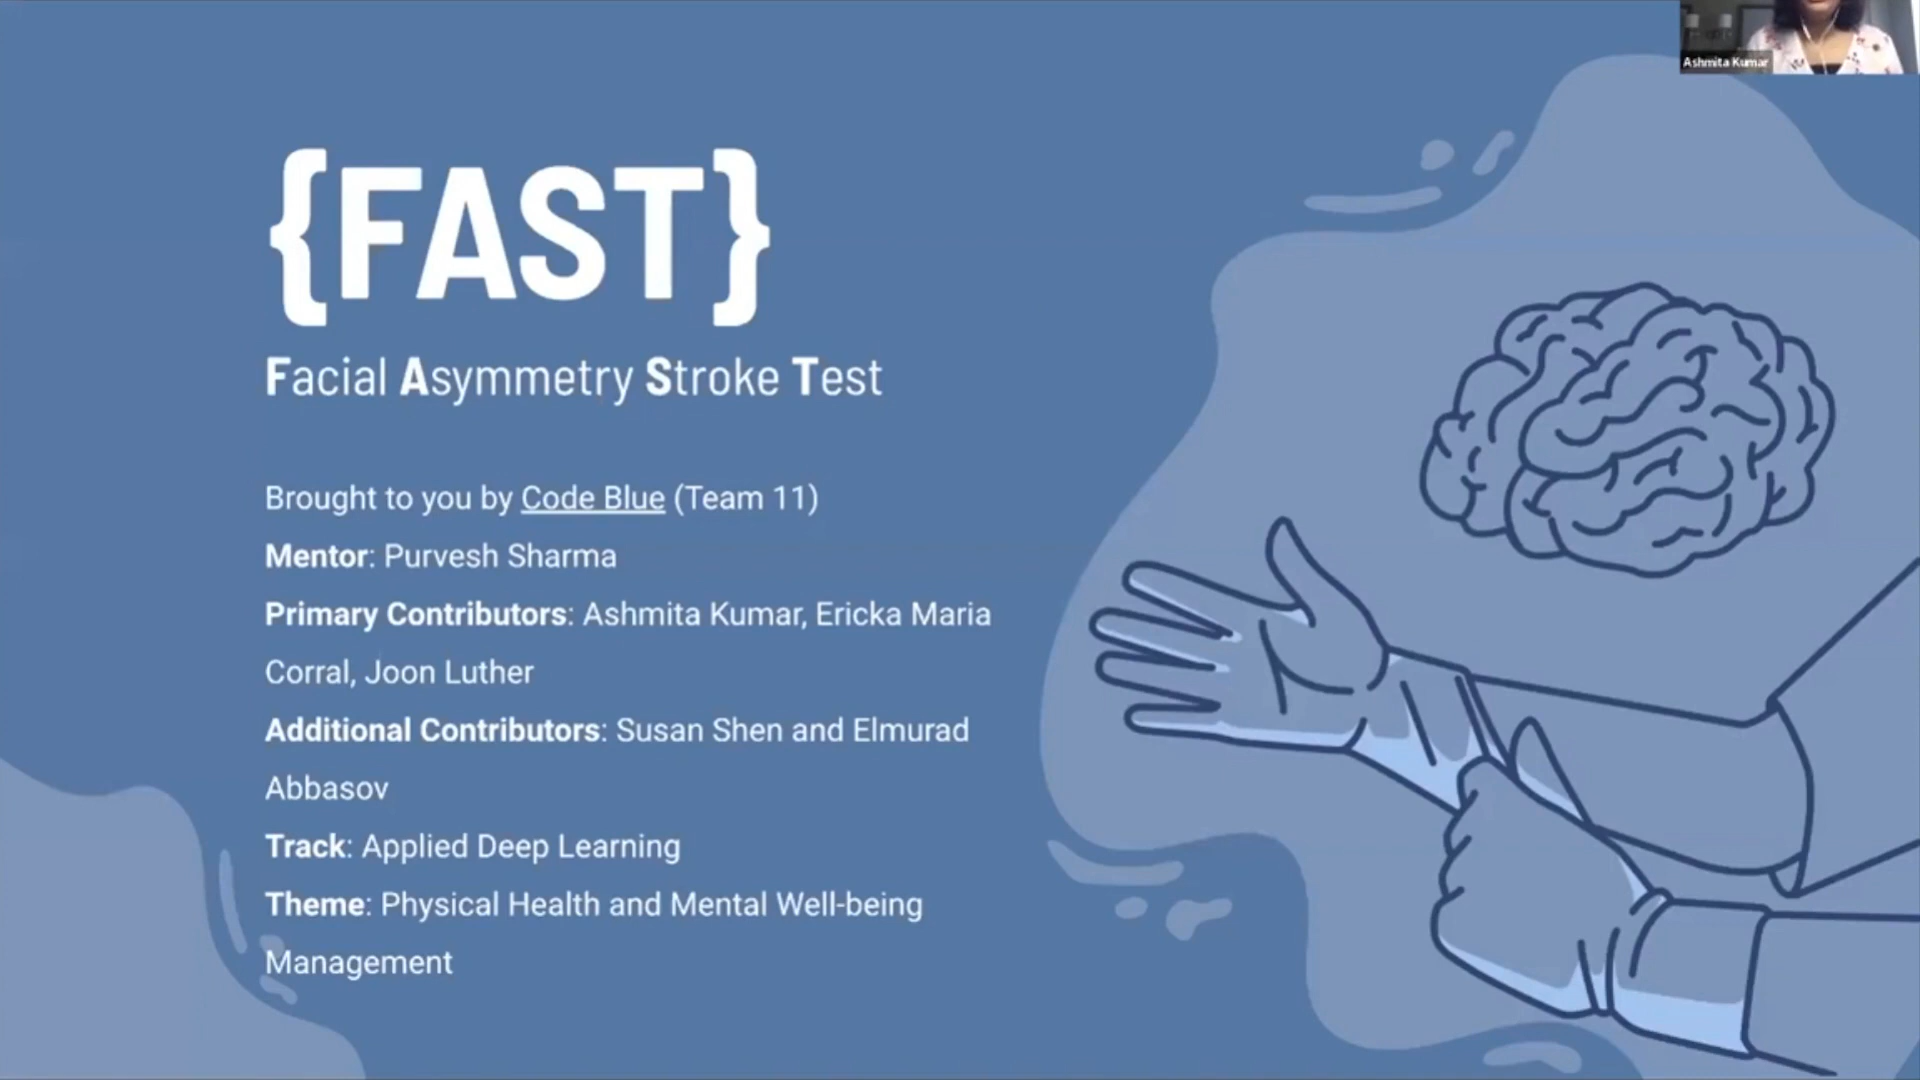 Ashmita Kumar
{FAST}
Facial Asymmetry Stroke Test
Brought to you by Code Blue (Team 11)
Mentor: Purvesh Sharma
Primary Contributors: Ashmita Kumar, Ericka Maria
Corral, Joon Luther
Additional Contributors: Susan Shen and Elmurad
Abbasov
Track: Applied Deep Learning
Theme: Physical Health and Mental Well-being
Management